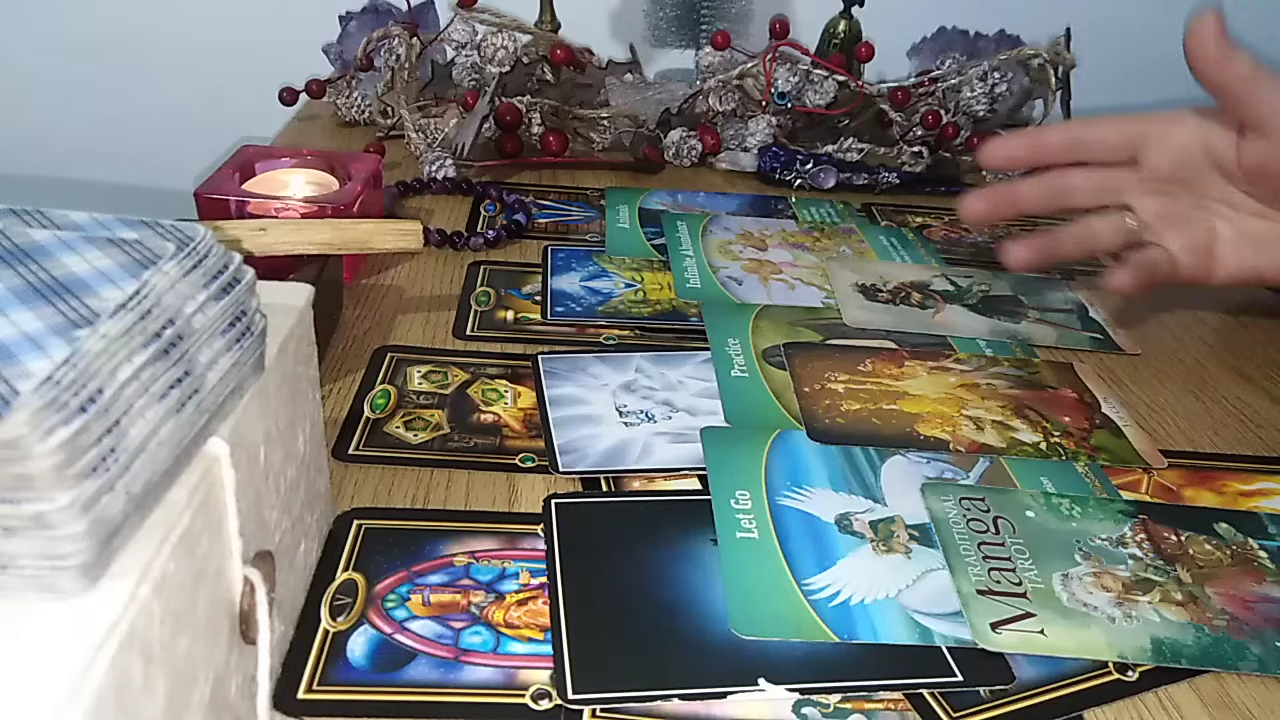 Animals
Infinite Abundance
Practice
Let Go
TRADITIONAL
Manga
TAROT
V